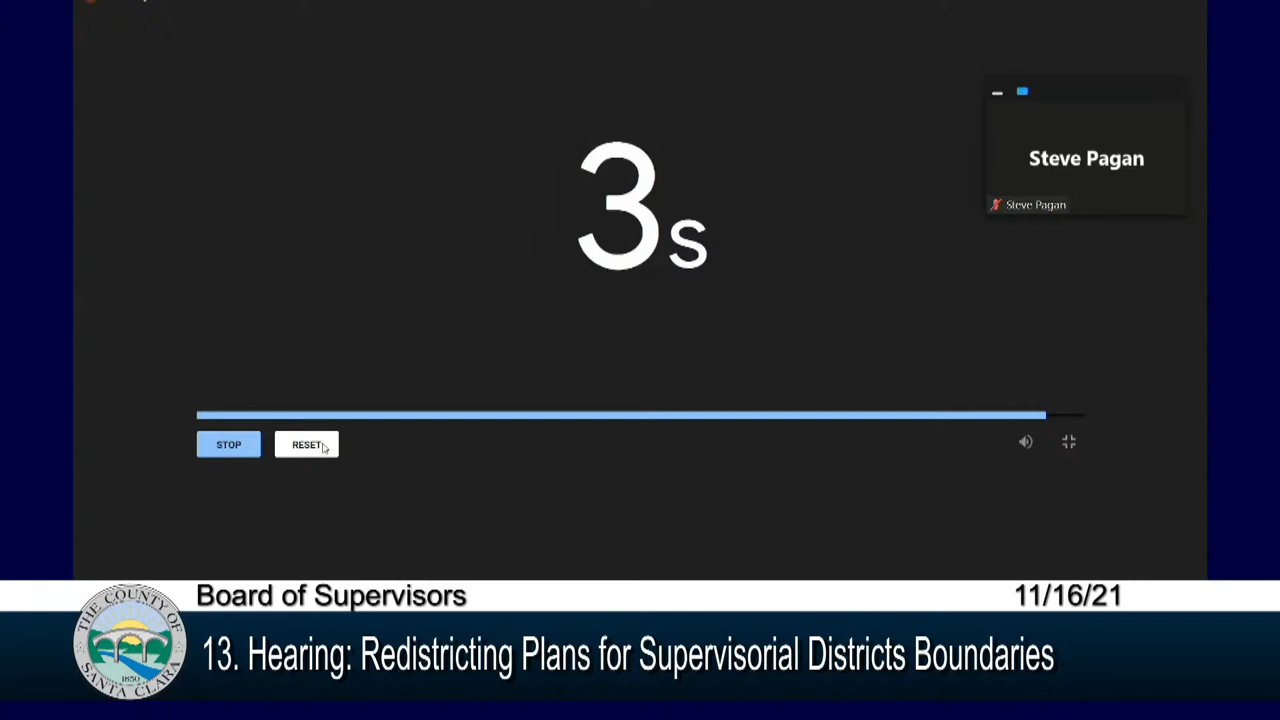 3s
Steve Pagan
Steve Pagan
STOP
RESET
Board of Supervisors
11/16/21
THE COUNTY OF
SANTA CLARA
1850
13. Hearing: Redistricting Plans for Supervisorial Districts Boundaries